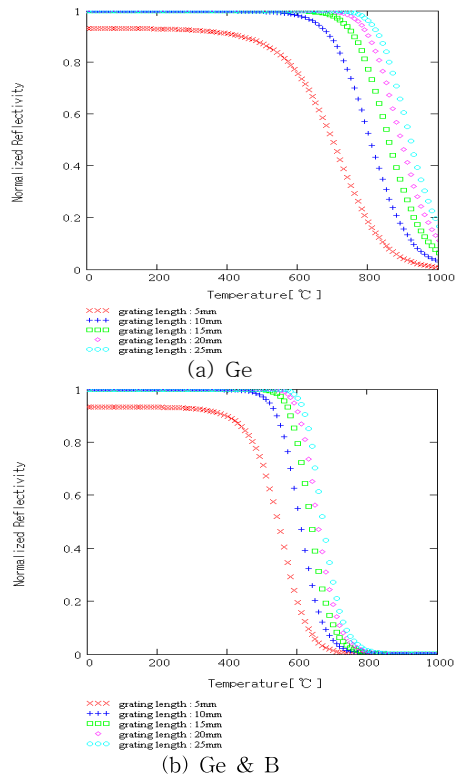 1
0.8
0.6
0.4
0.2
0
Normalized Reflectivity
0 200 400 600 800 1000
Temperature[℃]
××× grating length : 5mm
+++ grating length : 10mm
□□□ grating length : 15mm
◇ grating length : 20mm
○ grating length : 25mm
(a) Ge
1
0.8
0.6
0.4
0.2
0
Normalized Reflectivity
0 200 400 600 800 1000
Temperature[℃]
××× grating length : 5mm
+++ grating length : 10mm
□□□ grating length : 15mm
◇ grating length : 20mm
○ grating length : 25mm
(b) Ge & B